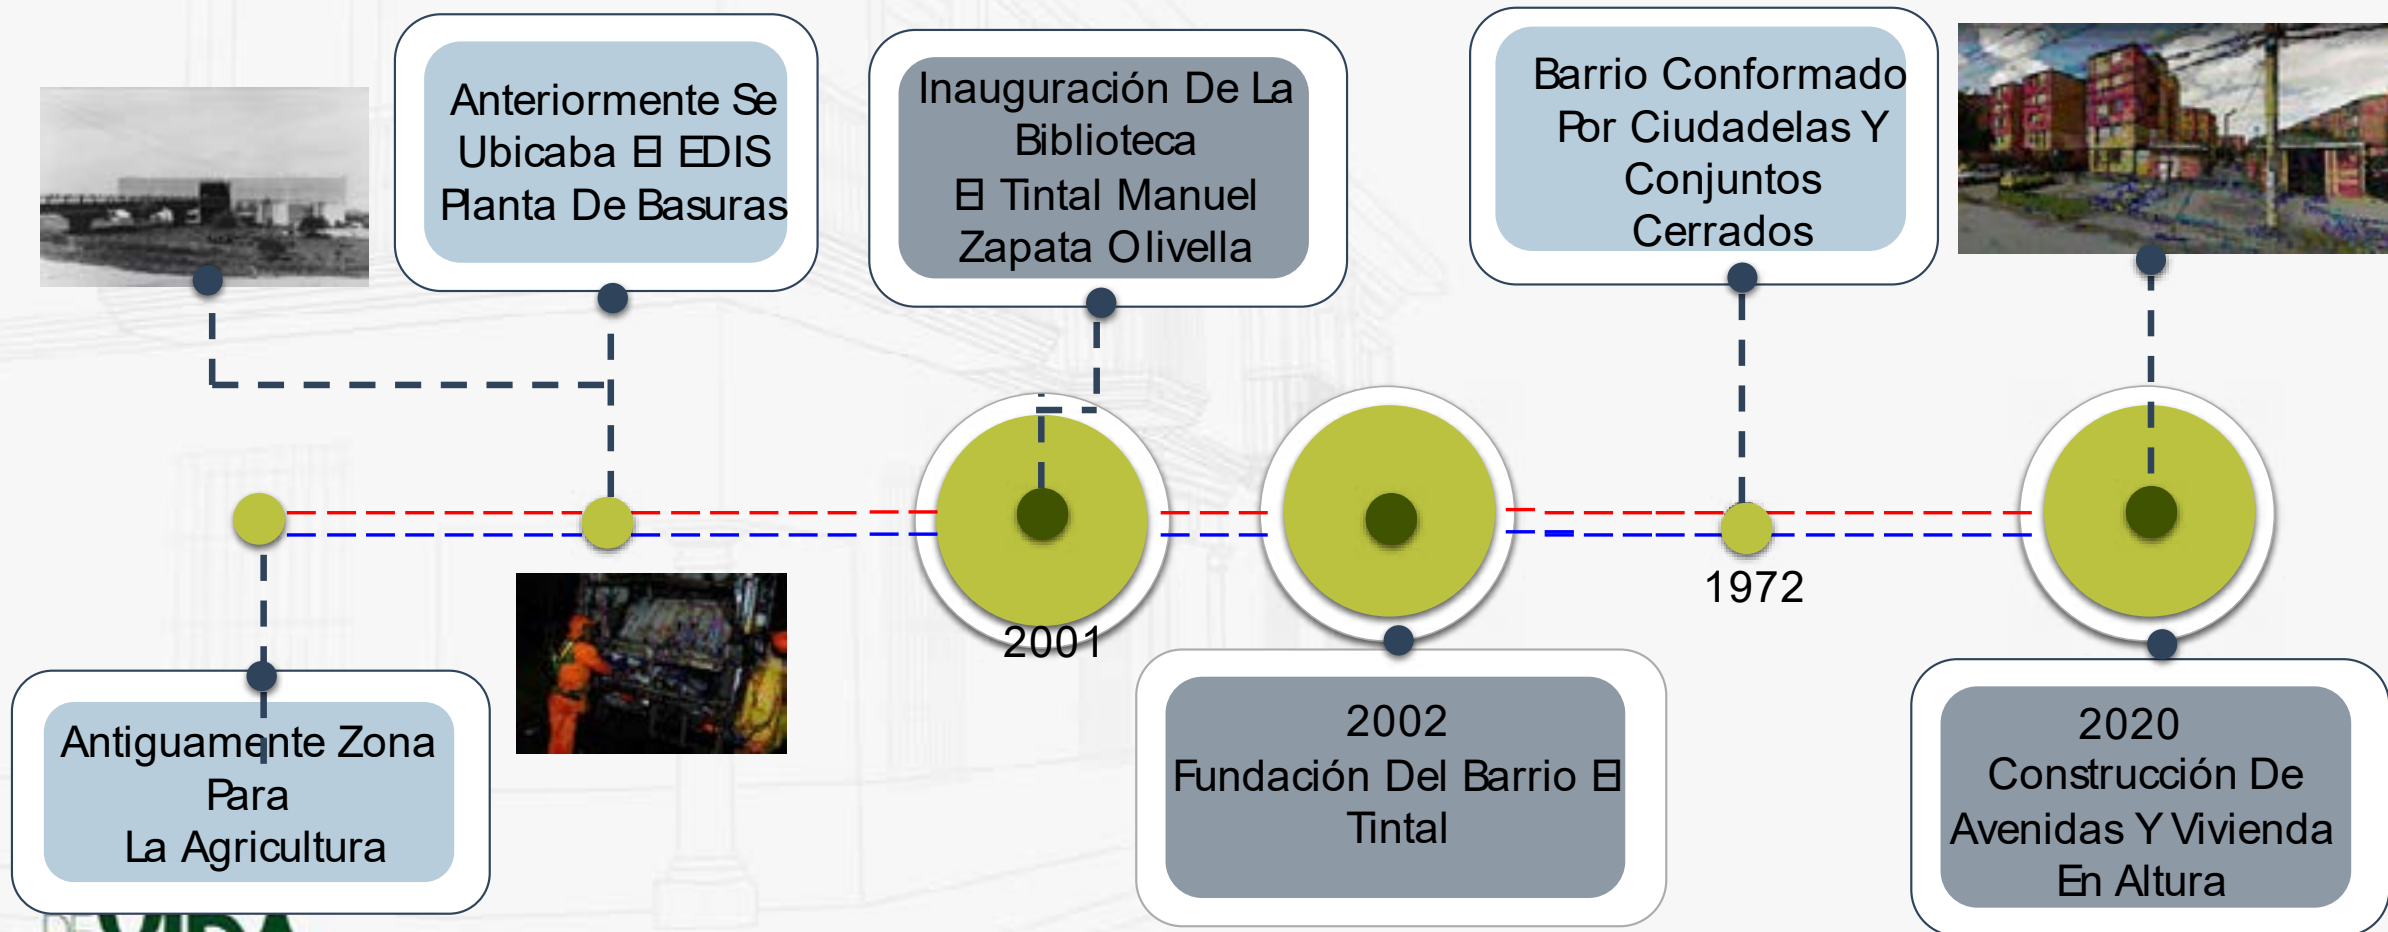 Anteriormente Se
Ubicaba El EDIS
Planta De Basuras
Inauguración De La
Biblioteca
El Tintal Manuel
Zapata Olivella
Barrio Conformado
Por Ciudadelas Y
Conjuntos
Cerrados
1972
2001
Antiguamente Zona
Para
La Agricultura
2002
Fundación Del Barrio El
Tintal
2020
Construcción De
Avenidas Y Vivienda
En Altura
DE VIDA